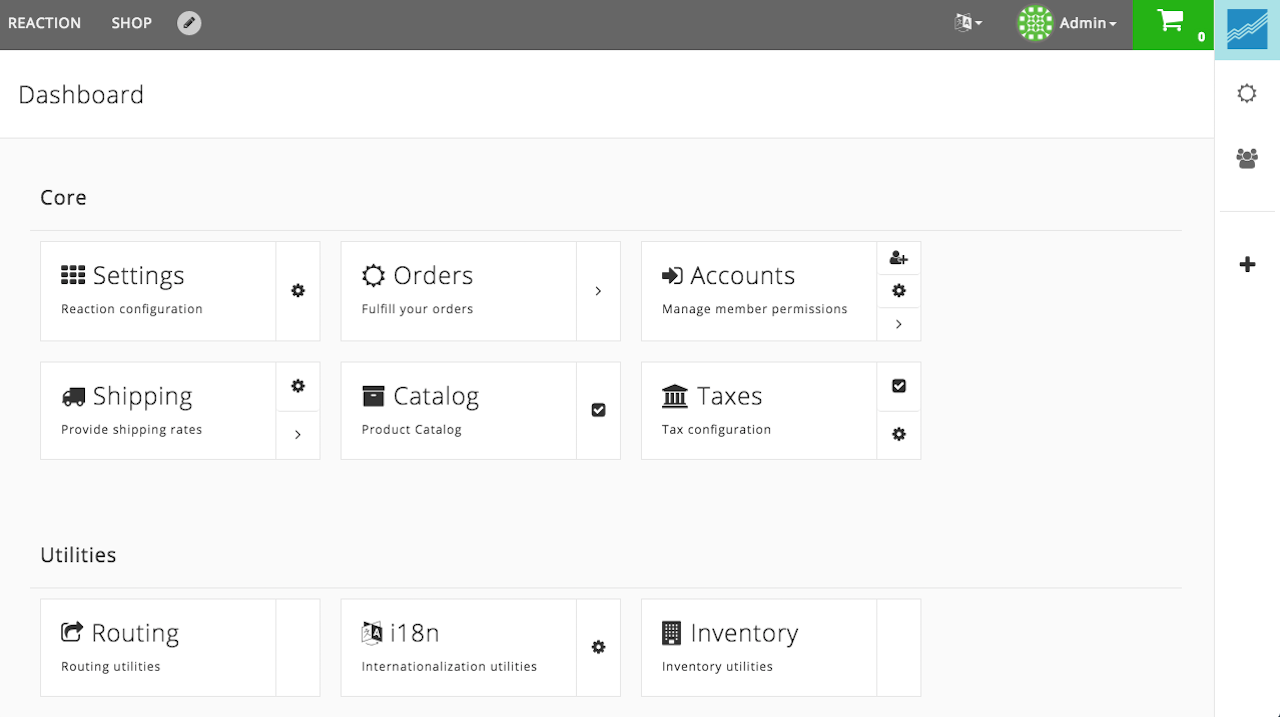 REACTION SHOP Admin 0
Dashboard
Core
Settings
Reaction configuration
Orders
Fulfill your orders
Accounts
Manage member permissions
Shipping
Provide shipping rates
Catalog
Product Catalog
Taxes
Tax configuration
Utilities
Routing
Routing utilities
i18n
Internationalization utilities
Inventory
Inventory utilities